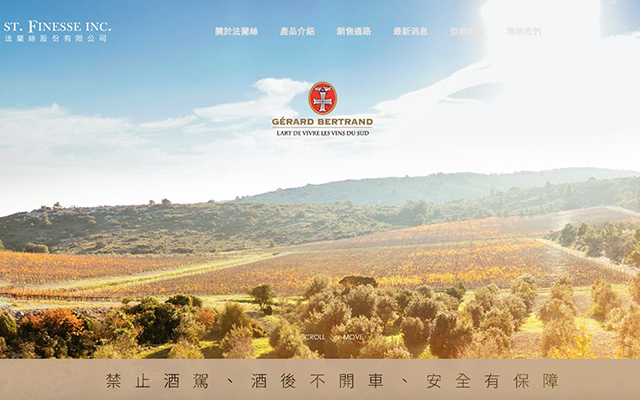 ST. FINESSE INC.
法蘭絲股份有限公司
關於法蘭絲 產品介紹 銷售通路 最新消息 聯絡我們
GÉRARD BERTRAND
L'ART DE VIVRE LES VINS DU SUD
SCROLL MOVE
禁止酒駕、酒後不開車、安全有保障